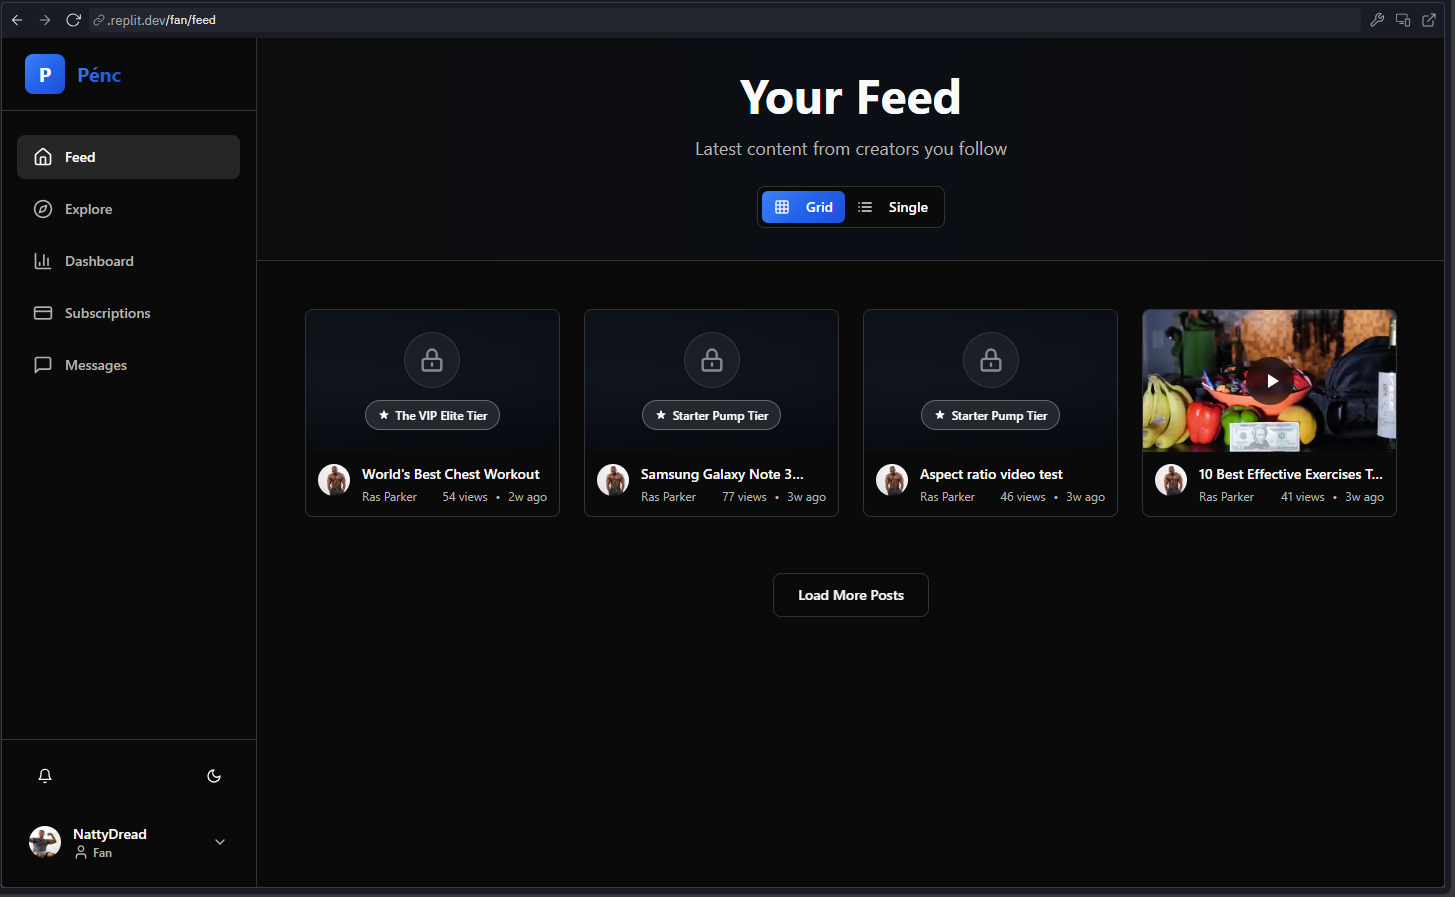 .replit.dev/fan/feed
P Pénc
Feed
Explore
Dashboard
Subscriptions
Messages
NattyDread
Fan
Your Feed
Latest content from creators you follow
Grid Single
The VIP Elite Tier
World's Best Chest Workout
Ras Parker 54 views • 2w ago
Starter Pump Tier
Samsung Galaxy Note 3...
Ras Parker 77 views • 3w ago
Starter Pump Tier
Aspect ratio video test
Ras Parker 46 views • 3w ago
10 Best Effective Exercises T...
Ras Parker 41 views • 3w ago
Load More Posts